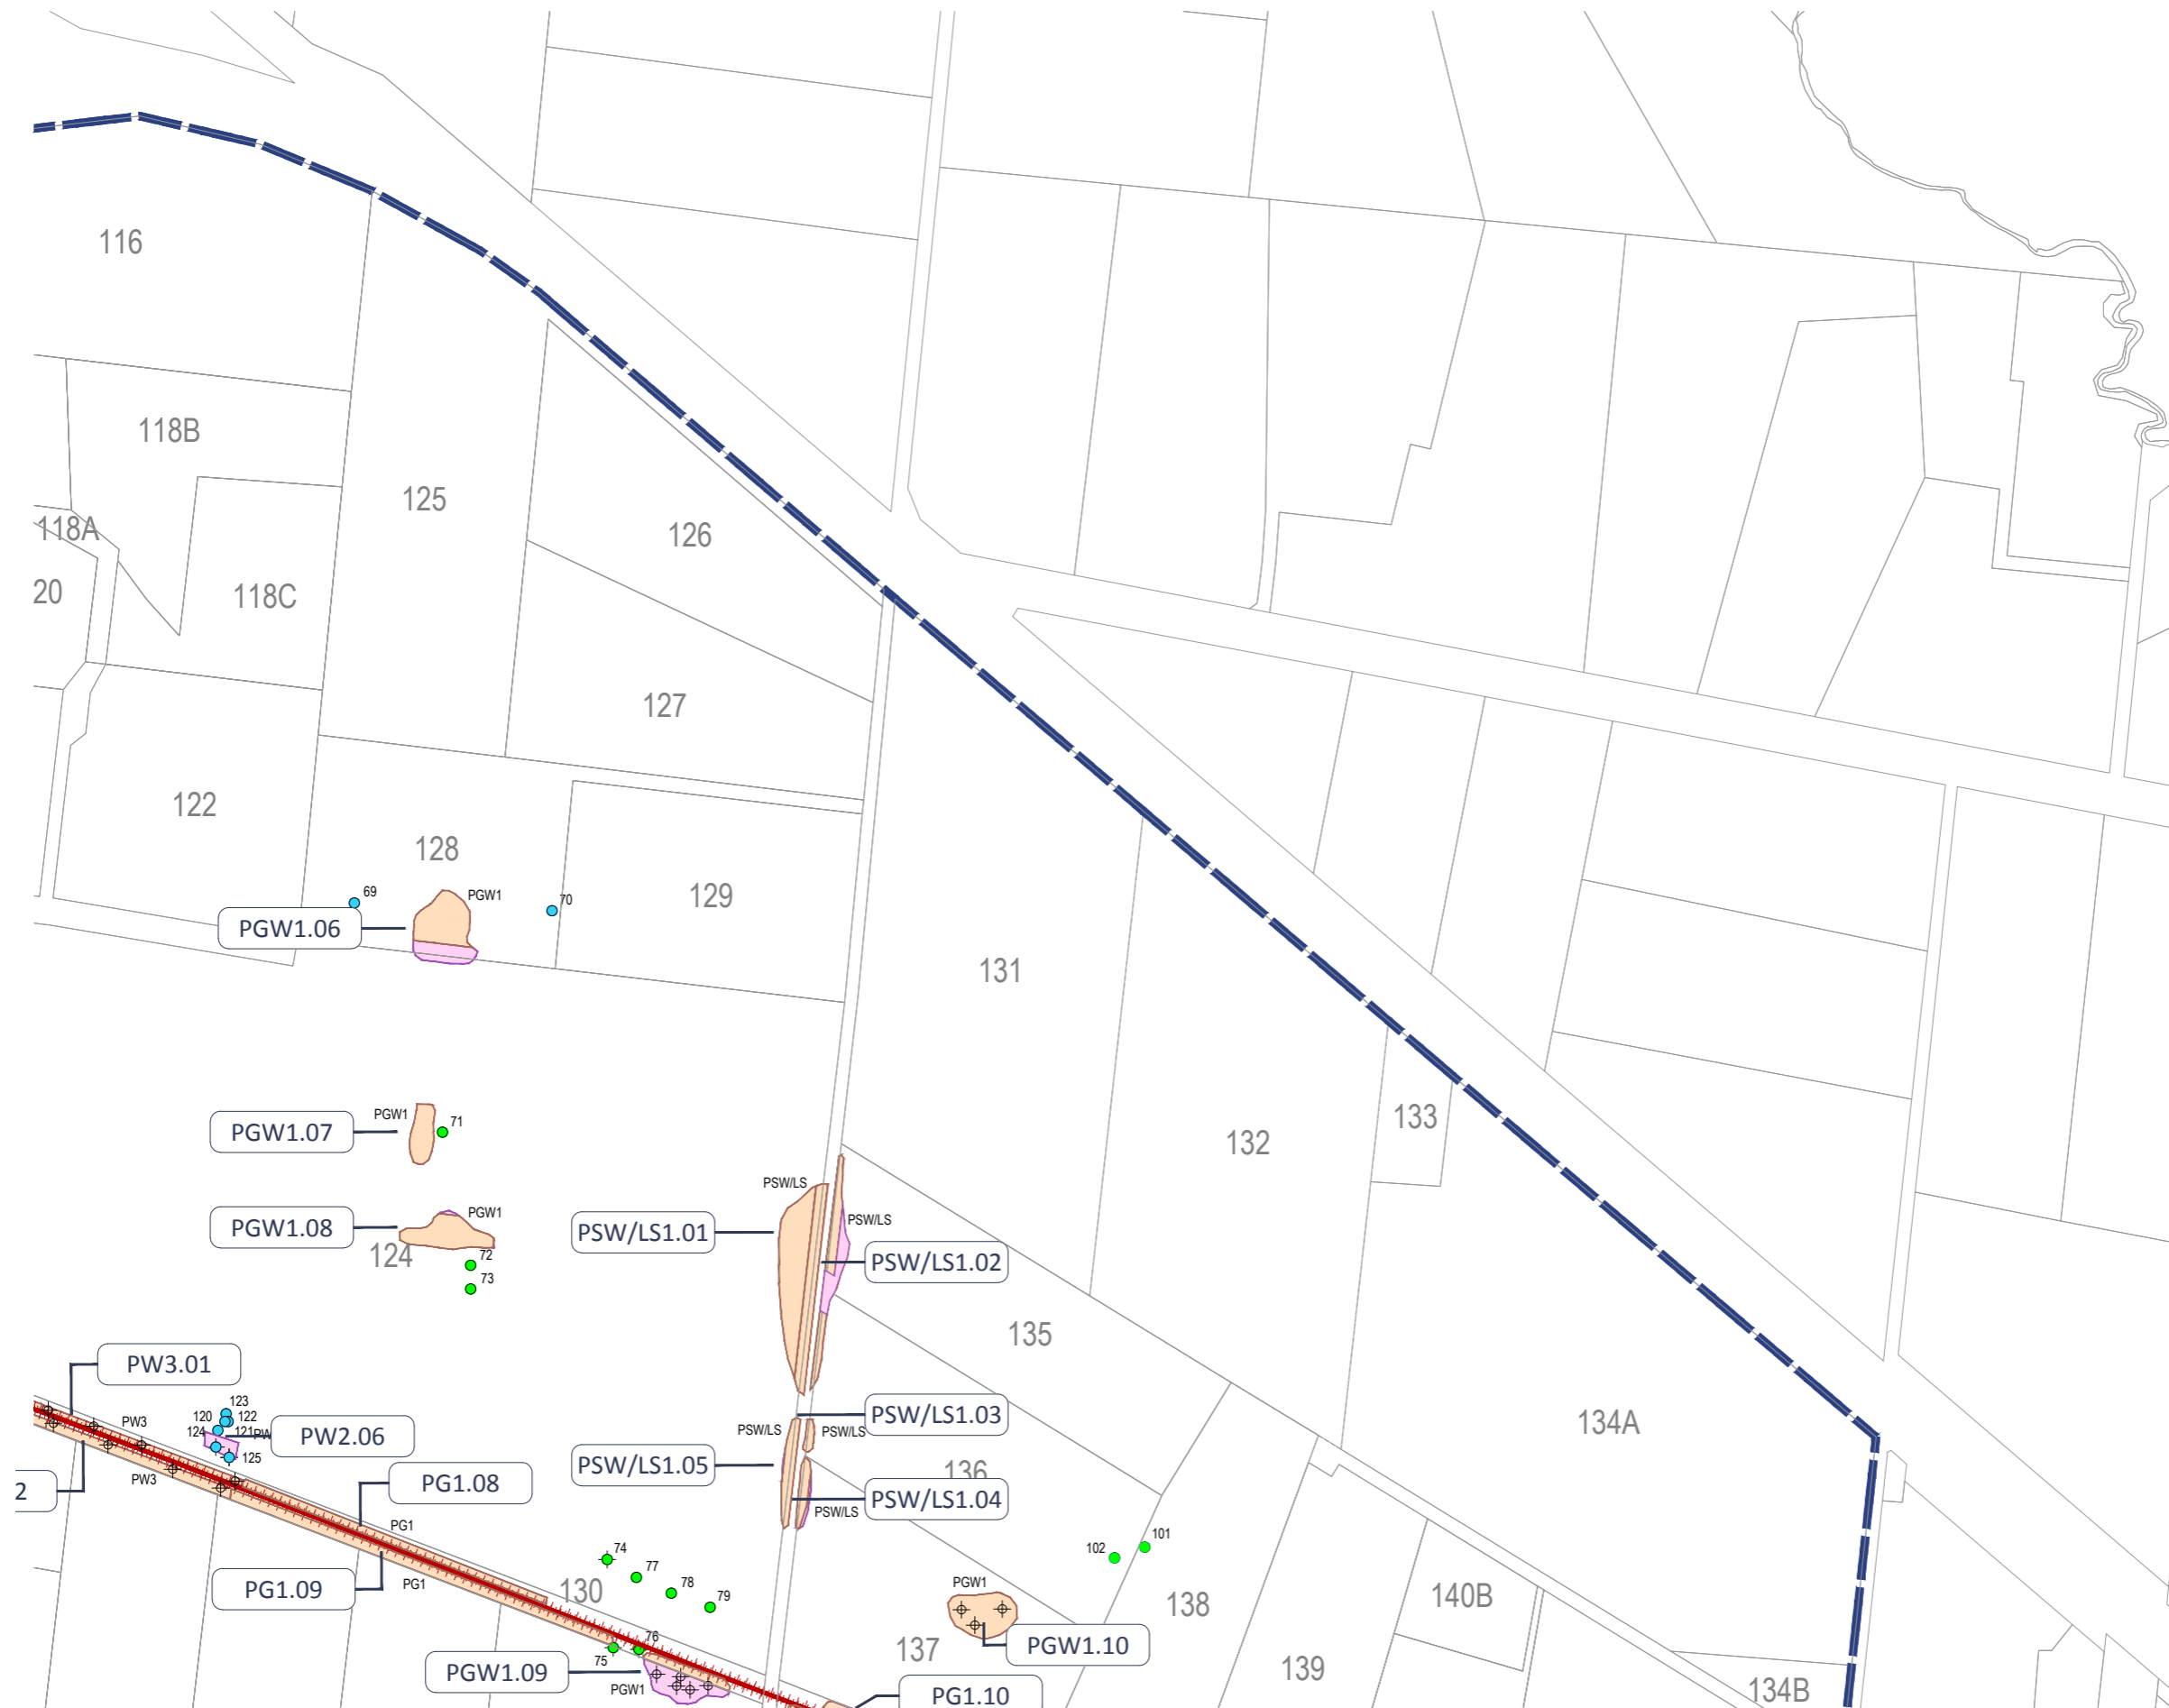 116
118B
125
118A
126
20
118C
127
122
128
69
PGW1
70
129
PGW1.06
131
PGW1
71
133
PGW1.07
132
PSW/LS
PGW1
PSW/LS
PGW1.08
PSW/LS1.01
124
72
PSW/LS1.02
73
135
PW3.01
123
PSW/LS1.03
134A
120
122
PW3
121
PW
PSW/LS
PSW/LS
124
PW2.06
125
PSW/LS1.05
136
PW3
PG1.08
2
PSW/LS1.04
PSW/LS
PG1
101
74
102
77
PGW1
PG1.09
PG1
130
78
140B
79
138
76
137
PGW1.10
75
PGW1.09
139
PGW1
134B
PG1.10